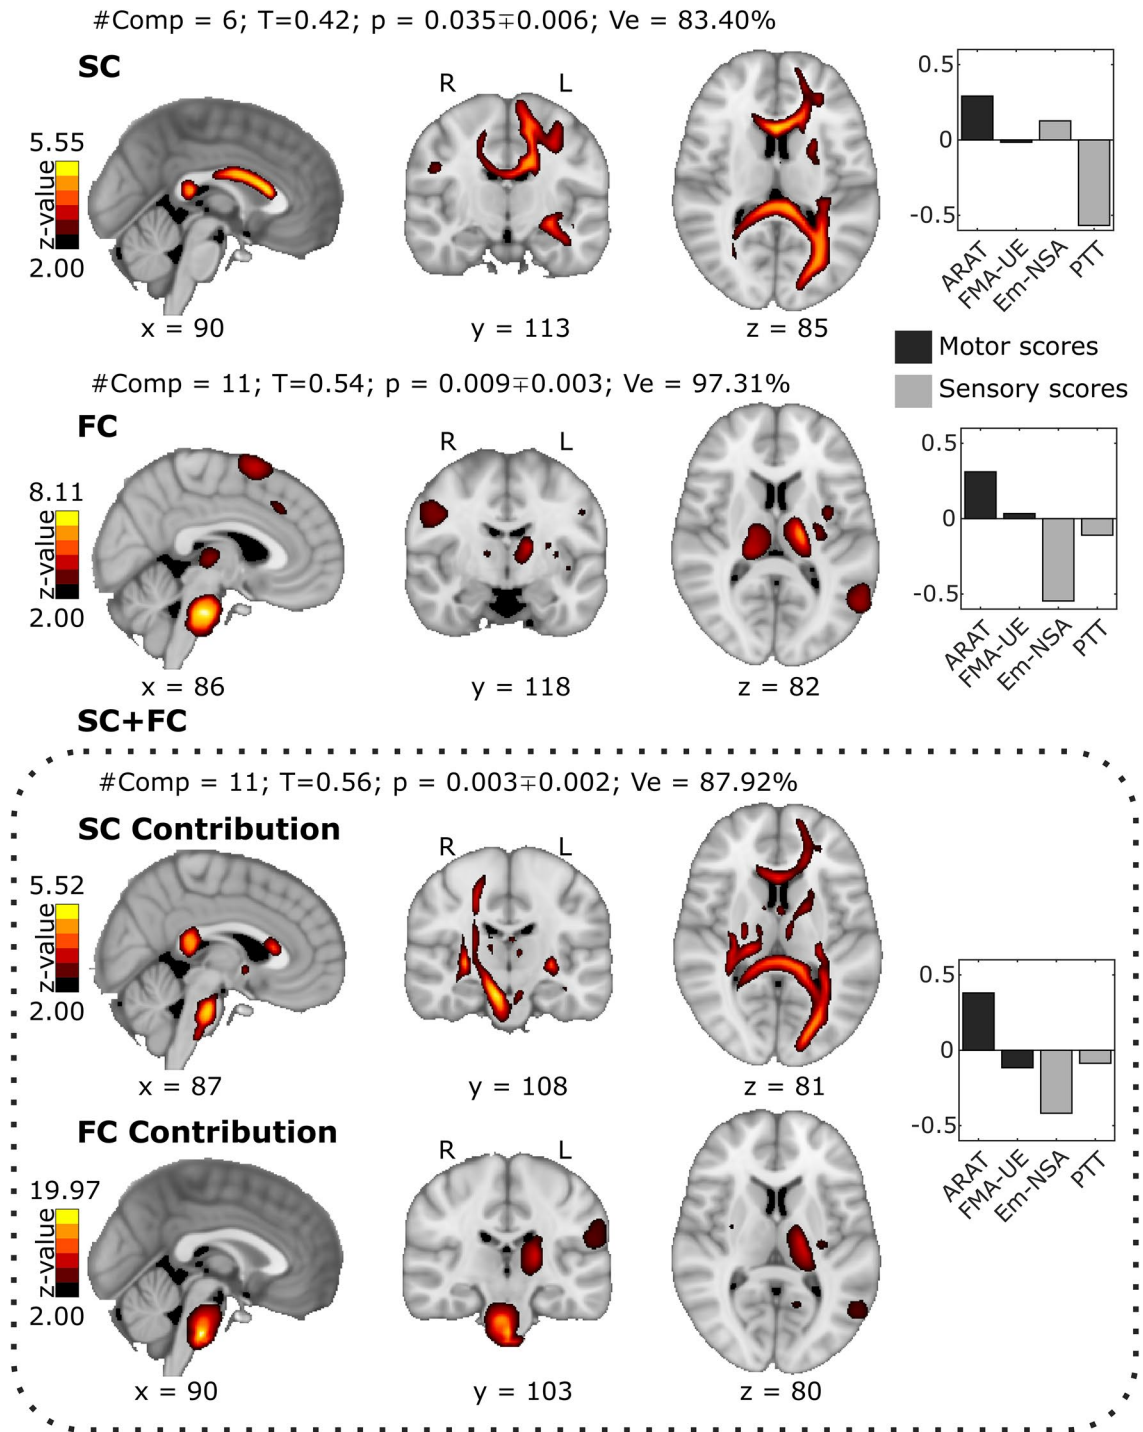 #Comp = 6; T=0.42; p = 0.035∓0.006; Ve = 83.40%
SC
R L
5.55
z-value
2.00
x = 90
y = 113
z = 85
0.5
0
-0.5
ARAT
FMA-UE
Em-NSA
PTT
Motor scores
Sensory scores
#Comp = 11; T=0.54; p = 0.009∓0.003; Ve = 97.31%
FC
R L
8.11
z-value
2.00
x = 86
y = 118
z = 82
0.5
0
-0.5
ARAT
FMA-UE
Em-NSA
PTT
SC+FC
#Comp = 11; T=0.56; p = 0.003∓0.002; Ve = 87.92%
SC Contribution
R L
5.52
z-value
2.00
x = 87
y = 108
z = 81
0.5
0
-0.5
ARAT
FMA-UE
Em-NSA
PTT
FC Contribution
R L
19.97
z-value
2.00
x = 90
y = 103
z = 80